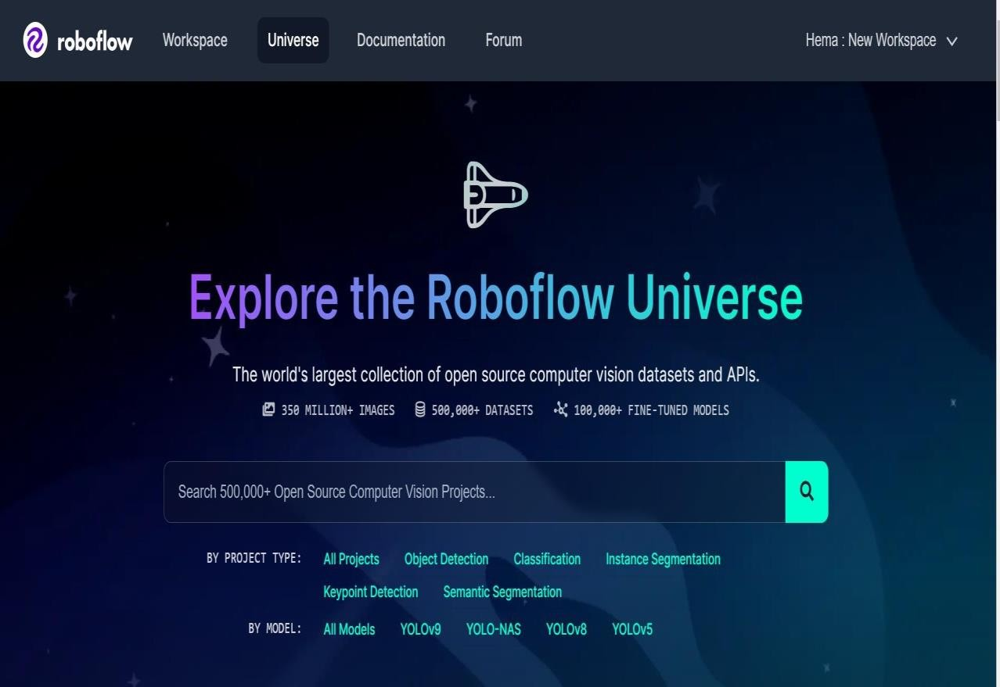 roboflow Workspace Universe Documentation Forum Hema : New Workspace
Explore the Roboflow Universe
The world's largest collection of open source computer vision datasets and APIs.
350 MILLION+ IMAGES 500,000+ DATASETS 100,000+ FINE-TUNED MODELS
Search 500,000+ Open Source Computer Vision Projects...
BY PROJECT TYPE: All Projects Object Detection Classification Instance Segmentation
Keypoint Detection Semantic Segmentation
BY MODEL: All Models YOLOv9 YOLO-NAS YOLOv8 YOLOv5